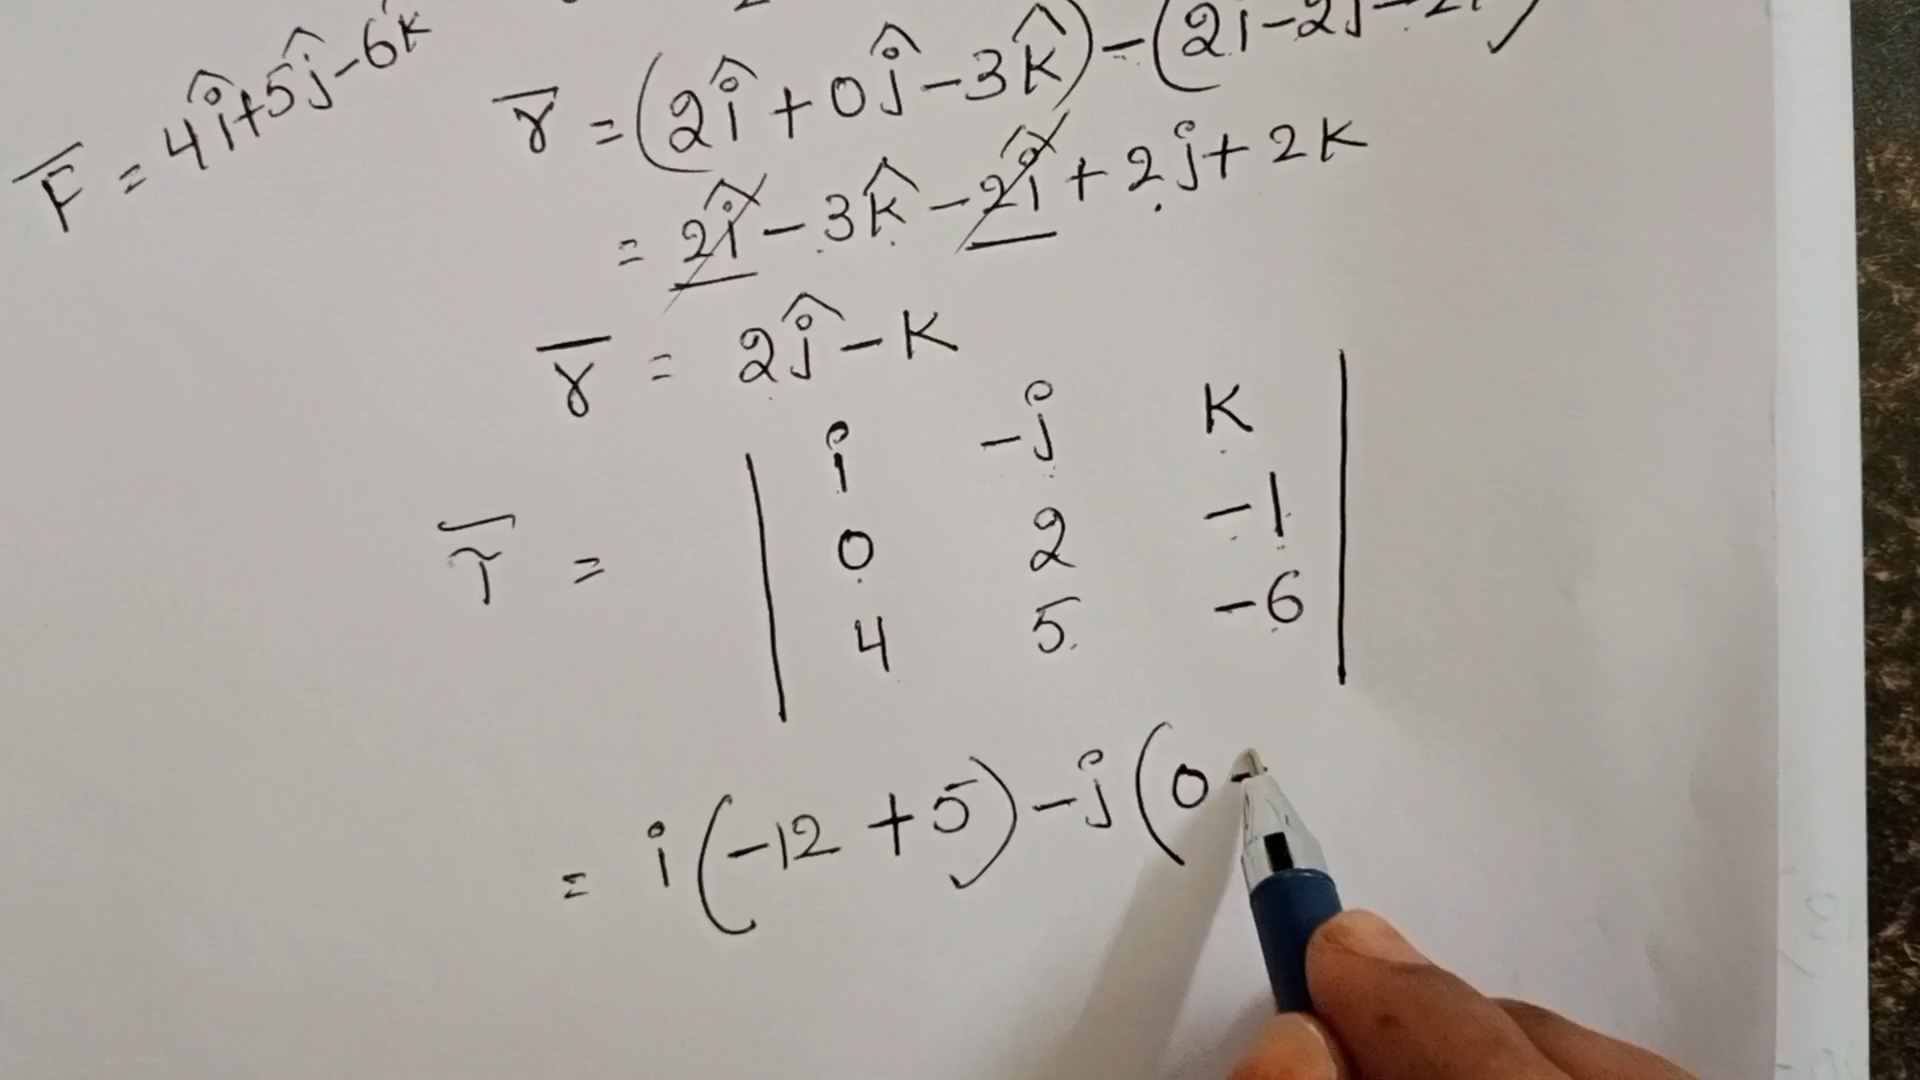 F̅ = 4î+5ĵ-6k
r̅ = (2î + 0ĵ - 3k̂) - (2i-2j-2
= 2î - 3k̂ - 2î + 2j + 2k
r̅ = 2ĵ - k
i -j k
τ̅ = 0 2 -1
4 5 -6
= i(-12 + 5) - j(0 -